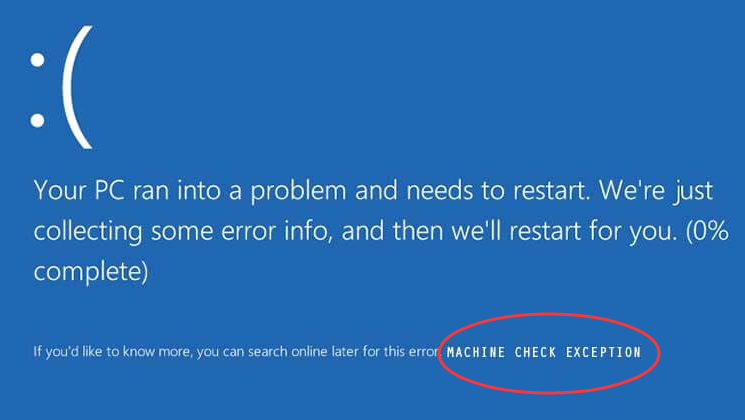 :(
Your PC ran into a problem and needs to restart. We're just
collecting some error info, and then we'll restart for you. (0%
complete)
If you'd like to know more, you can search online later for this error: MACHINE CHECK EXCEPTION